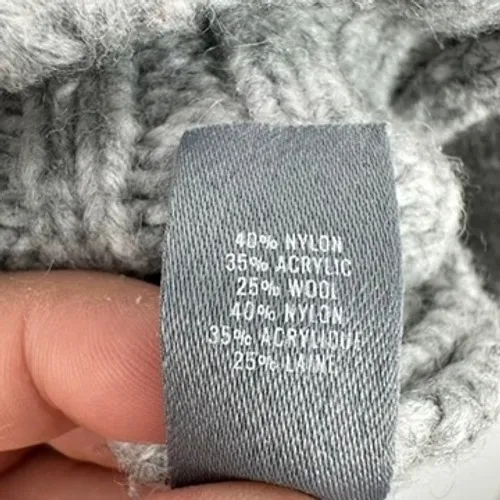 40% NYLON
35% ACRYLIC
25% WOOL
40% NYLON
35% ACRYLIQUE
25% LAINE